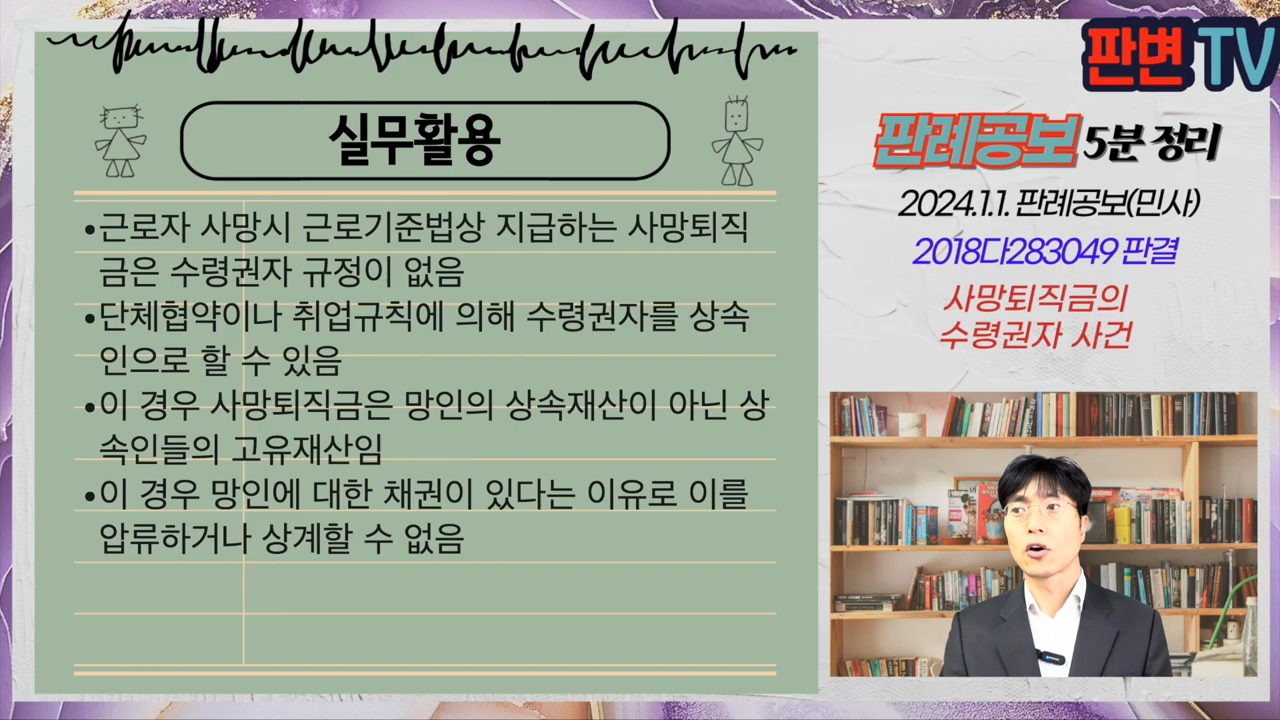 실무활용
•근로자 사망시 근로기준법상 지급하는 사망퇴직
금은 수령권자 규정이 없음
•단체협약이나 취업규칙에 의해 수령권자를 상속
인으로 할 수 있음
•이 경우 사망퇴직금은 망인의 상속재산이 아닌 상
속인들의 고유재산임
•이 경우 망인에 대한 채권이 있다는 이유로 이를
압류하거나 상계할 수 없음
판변 TV
판례공보 5분 정리
2024.1.1. 판례공보(민사)
2018다283049 판결
사망퇴직금의
수령권자 사건